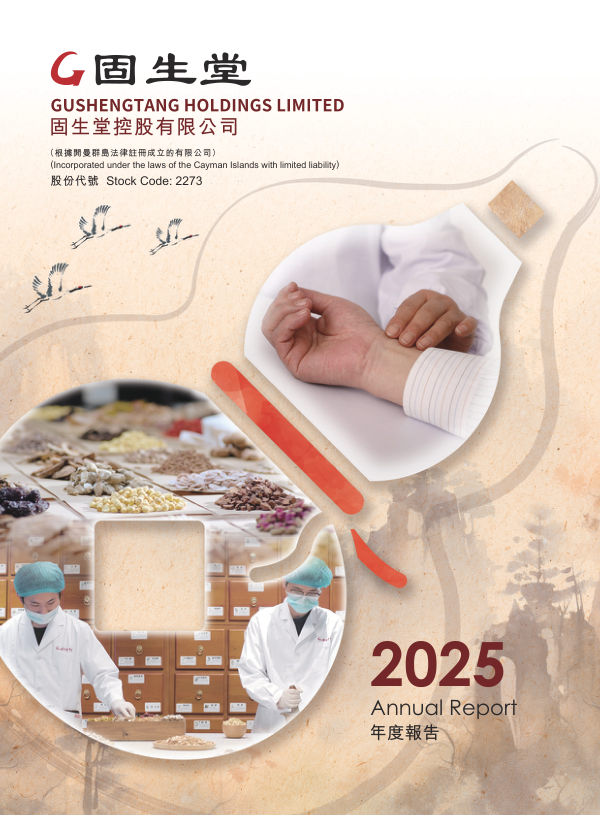 固生堂
GUSHENGTANG HOLDINGS LIMITED
固生堂控股有限公司
(根據開曼群島法律註冊成立的有限公司)
(Incorporated under the laws of the Cayman Islands with limited liability)
股份代號 Stock Code: 2273
2025
Annual Report
年度報告